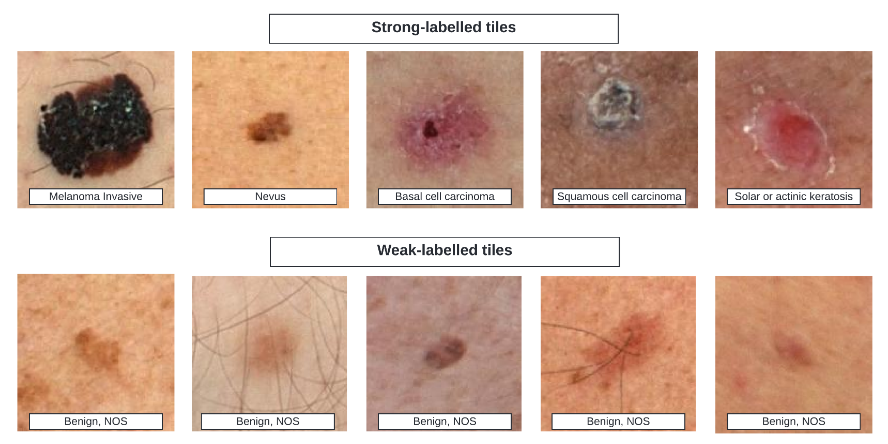 Strong-labelled tiles
Melanoma Invasive
Nevus
Basal cell carcinoma
Squamous cell carcinoma
Solar or actinic keratosis
Weak-labelled tiles
Benign, NOS
Benign, NOS
Benign, NOS
Benign. NOS
Benign, NOS